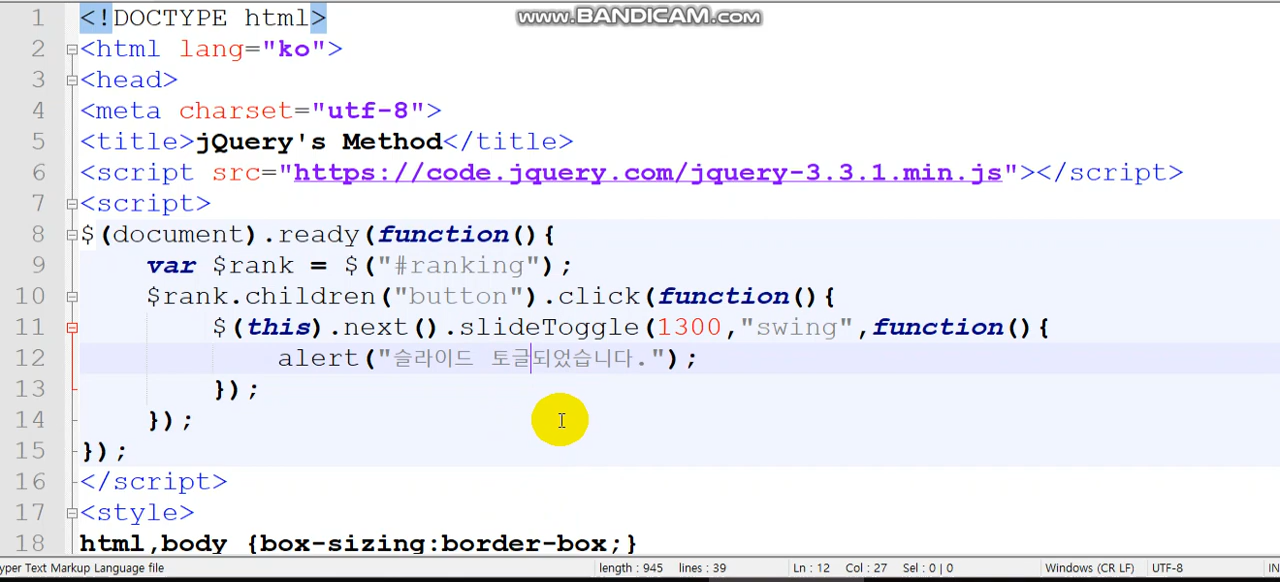 www.BANDICAM.com
1 <!DOCTYPE html>
2 <html lang="ko">
3 <head>
4 <meta charset="utf-8">
5 <title>jQuery's Method</title>
6 <script src="https://code.jquery.com/jquery-3.3.1.min.js"></script>
7 <script>
8 $(document).ready(function(){
9 var $rank = $("#ranking");
10 $rank.children("button").click(function(){
11 $(this).next().slideToggle(1300,"swing",function(){
12 alert("슬라이드 토글되었습니다.");
13 });
14 });
15 });
16 </script>
17 <style>
18 html,body {box-sizing:border-box;}
yper Text Markup Language file length : 945 lines : 39 Ln : 12 Col : 27 Sel : 0 | 0 Windows (CR LF) UTF-8 IN